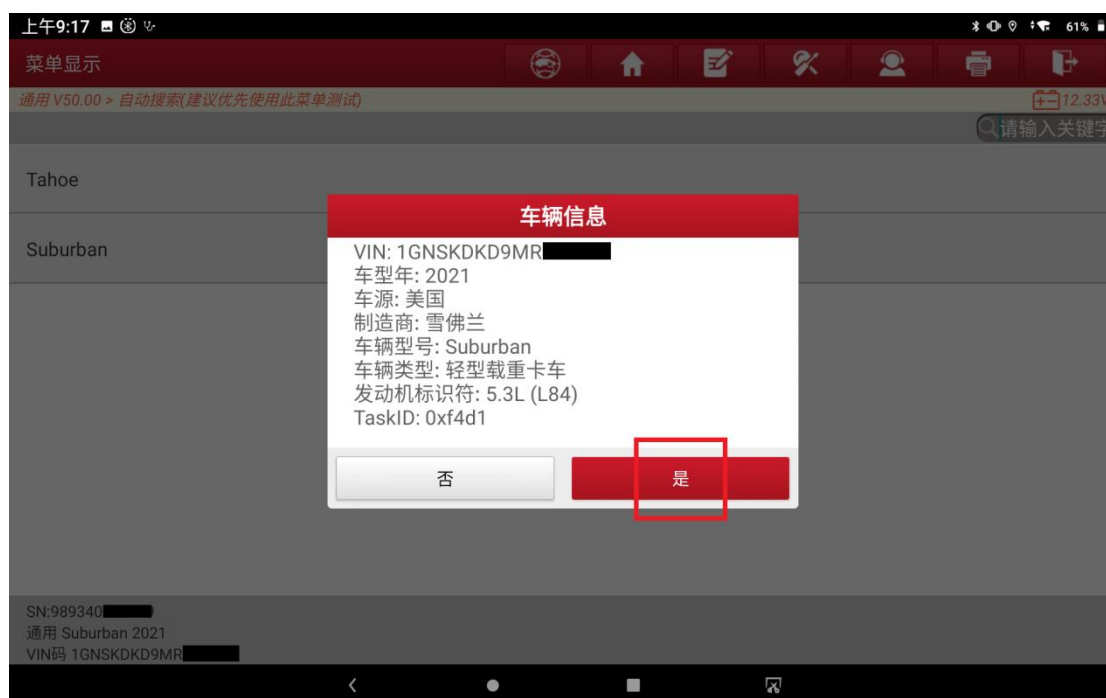 上午9:17 61%
菜单显示
通用 V50.00 > 自动搜索(建议优先使用此菜单测试) 12.33V
请输入关键字
Tahoe
Suburban
车辆信息
VIN: 1GNSKDKD9MR
车型年: 2021
车源: 美国
制造商: 雪佛兰
车辆型号: Suburban
车辆类型: 轻型载重卡车
发动机标识符: 5.3L (L84)
TaskID: 0xf4d1
否 是
SN:989340
通用 Suburban 2021
VIN码 1GNSKDKD9MR